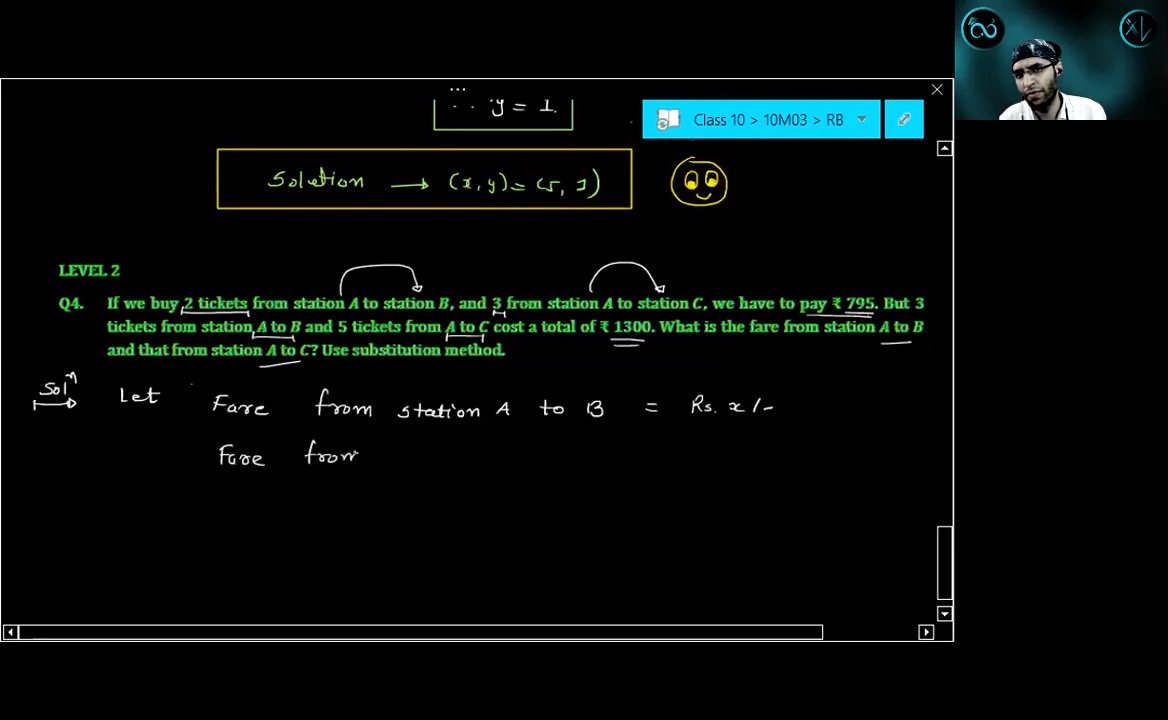 ∴ y = 1.
Class 10 > 10M03 > RB
Solution → (x, y) = (5, 1)
LEVEL 2
Q4. If we buy 2 tickets from station A to station B, and 3 from station A to station C, we have to pay ₹ 795. But 3
tickets from station A to B and 5 tickets from A to C cost a total of ₹ 1300. What is the fare from station A to B
and that from station A to C? Use substitution method.
Solⁿ Let Fare from station A to B = Rs. x /-
Fare from